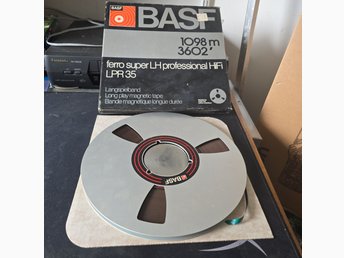 BASF
BASF
1098 m
3602'
ferro super LH professional HiFi
LPR 35
Langspielband
Long play magnetic tape
Bande magnétique longue durée
BASF